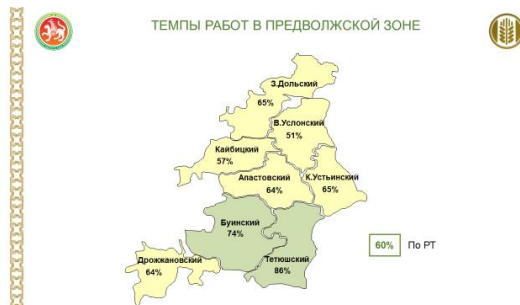 ТЕМПЫ РАБОТ В ПРЕДВОЛЖСКОЙ ЗОНЕ
З.Дольский
65%
В.Услонский
51%
Кайбицкий
57%
Апастовский
64%
К.Устьинский
65%
Буинский
74%
60% По РТ
Дрожжановский
64%
Тетюшский
86%